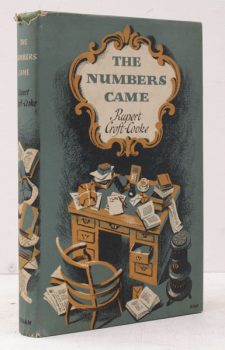 THE
NUMBERS
CAME
Rupert
Croft-Cooke
THE
NUMBERS
CAME
Rupert
Croft-Cooke